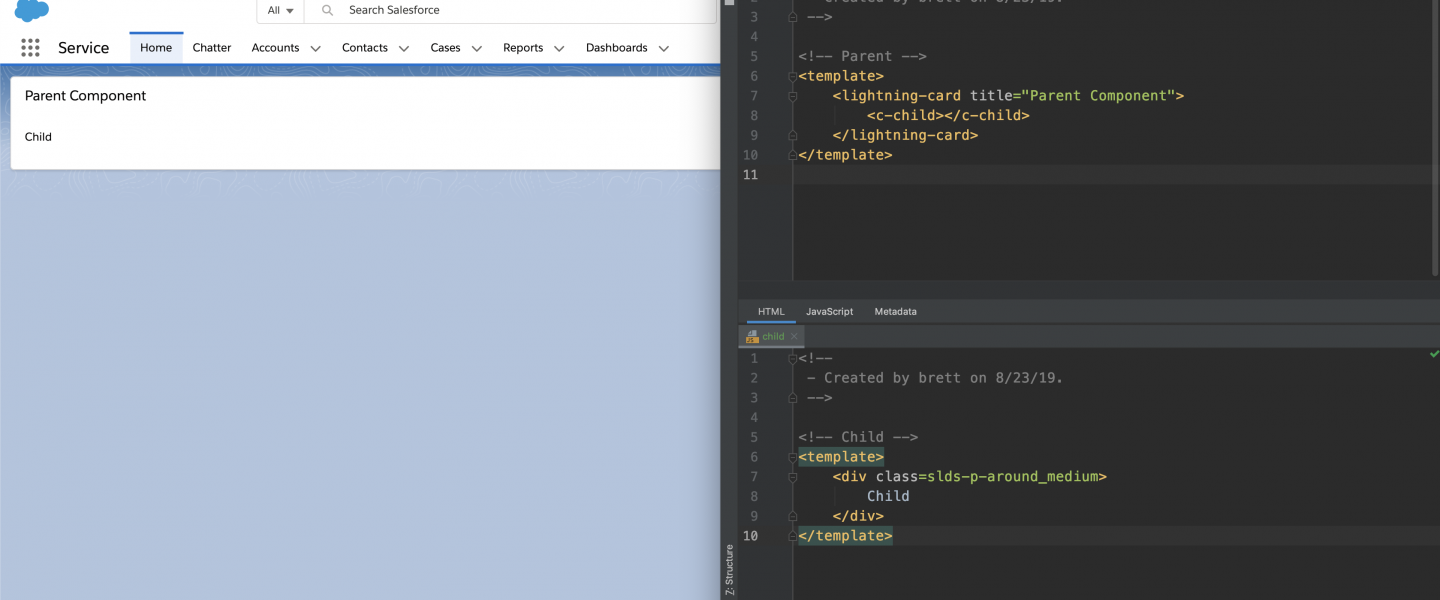 All
Search Salesforce
Service
Home Chatter Accounts Contacts Cases Reports Dashboards
Parent Component
Child
3 -->
4
5 <!-- Parent -->
6 <template>
7 <lightning-card title="Parent Component">
8 <c-child></c-child>
9 </lightning-card>
10 </template>
11
HTML JavaScript Metadata
child
1 <!--
2 - Created by brett on 8/23/19.
3 -->
4
5 <!-- Child -->
6 <template>
7 <div class=slds-p-around_medium>
8 Child
9 </div>
10 </template>
Z: Structure